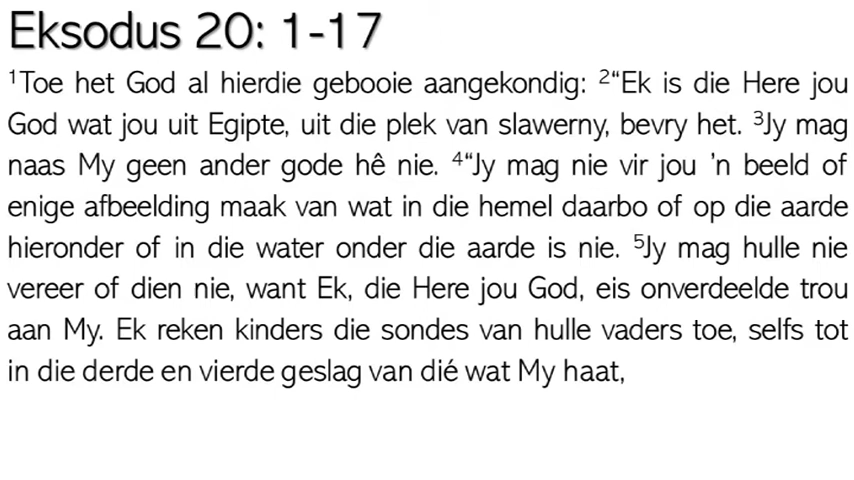 Eksodus 20: 1-17
¹Toe het God al hierdie gebooie aangekondig: ²“Ek is die Here jou
God wat jou uit Egipte, uit die plek van slawerny, bevry het. ³Jy mag
naas My geen ander gode hê nie. ⁴“Jy mag nie vir jou ’n beeld of
enige afbeelding maak van wat in die hemel daarbo of op die aarde
hieronder of in die water onder die aarde is nie. ⁵Jy mag hulle nie
vereer of dien nie, want Ek, die Here jou God, eis onverdeelde trou
aan My. Ek reken kinders die sondes van hulle vaders toe, selfs tot
in die derde en vierde geslag van dié wat My haat,